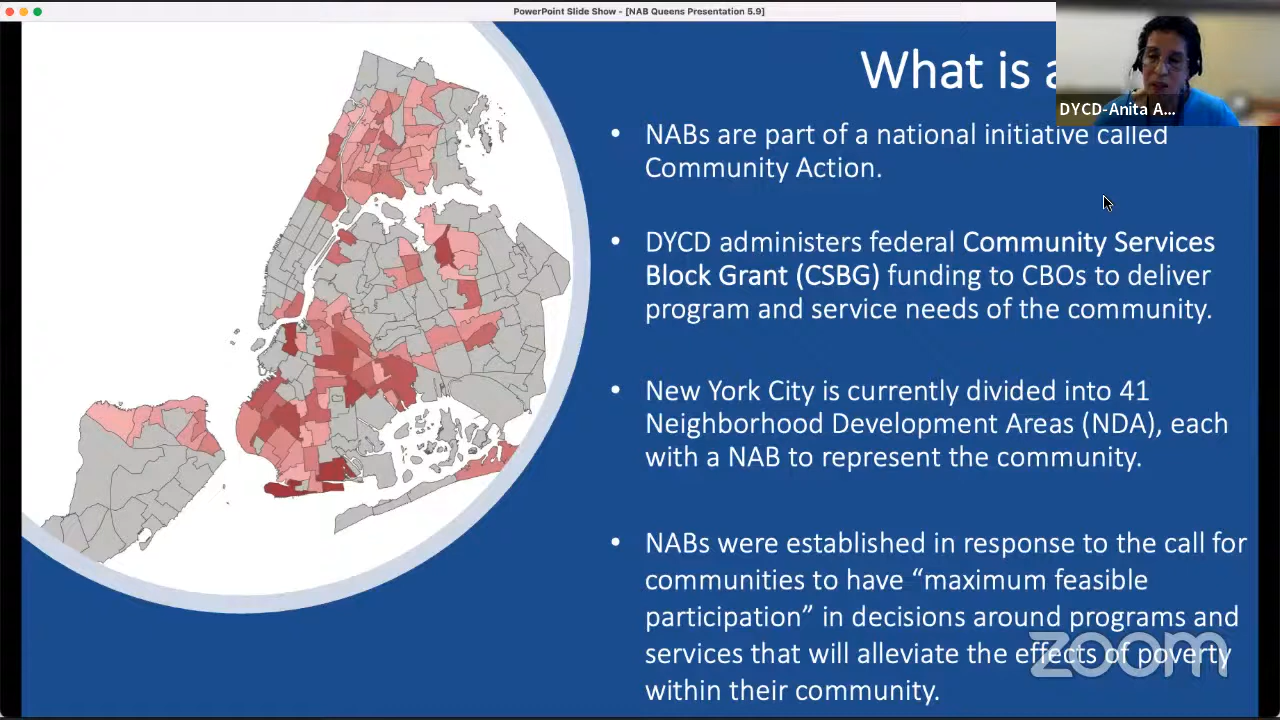 PowerPoint Slide Show - [NAB Queens Presentation 5.9]
What is a
DYCD-Anita A...
• NABs are part of a national initiative called
Community Action.
• DYCD administers federal Community Services
Block Grant (CSBG) funding to CBOs to deliver
program and service needs of the community.
• New York City is currently divided into 41
Neighborhood Development Areas (NDA), each
with a NAB to represent the community.
• NABs were established in response to the call for
communities to have “maximum feasible
participation” in decisions around programs and
services that will alleviate the effects of poverty
within their community.
zoom